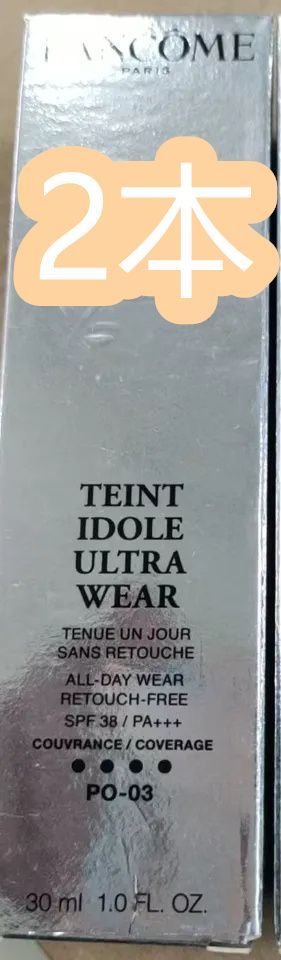 LANCÔME
PARIS
2本
TEINT
IDOLE
ULTRA
WEAR
TENUE UN JOUR
SANS RETOUCHE
ALL-DAY WEAR
RETOUCH-FREE
SPF 38 / PA+++
COUVRANCE / COVERAGE
PO-03
30 ml 1.0 FL. OZ.